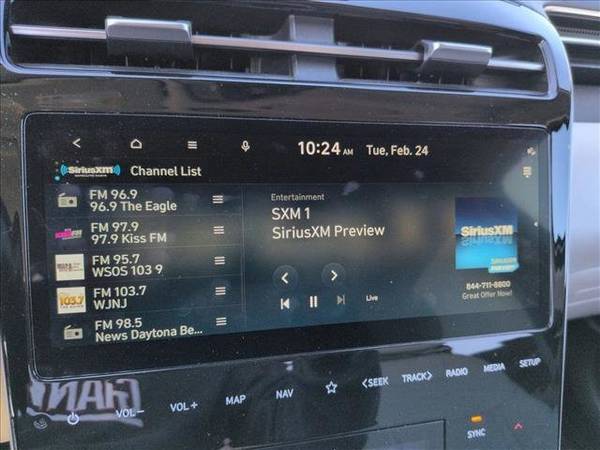 10:24 AM Tue, Feb. 24
SiriusXM Channel List
FM 96.9
96.9 The Eagle
FM 97.9
97.9 Kiss FM
FM 95.7
WSOS 103 9
103.7
FM 103.7
WJNJ
FM 98.5
News Daytona Be...
Entertainment
SXM 1
SiriusXM Preview
Live
SiriusXM
844-711-8800
Great Offer Now!
VOL- VOL+ MAP NAV <SEEK TRACK> RADIO MEDIA SETUP
SYNC